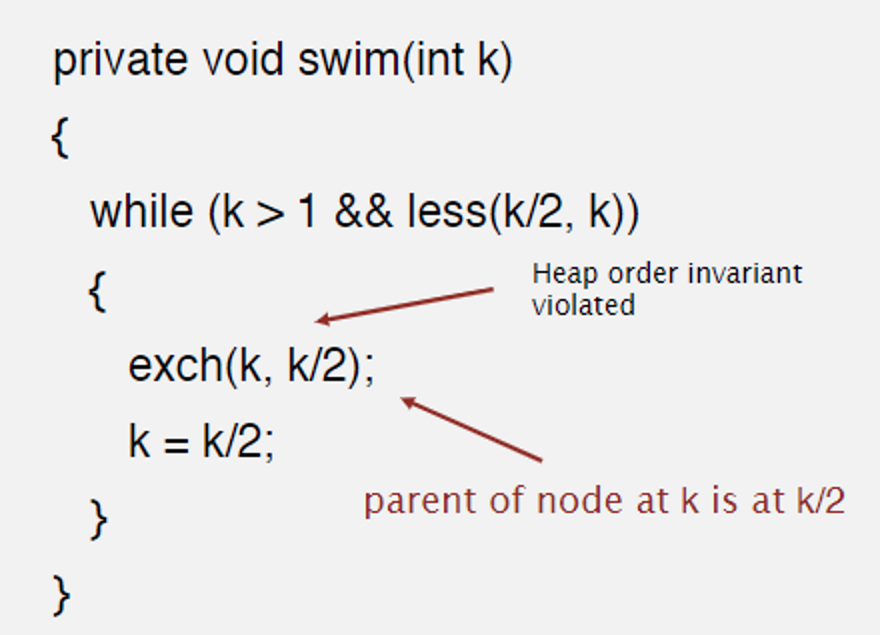 private void swim(int k)
{
while (k > 1 && less(k/2, k))
{
Heap order invariant
violated
exch(k, k/2);
k = k/2;
parent of node at k is at k/2
}
}